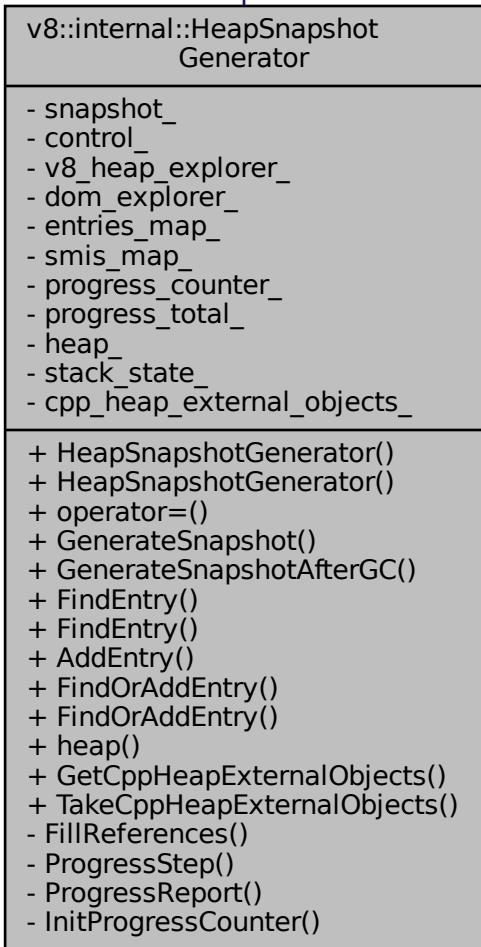 v8::internal::HeapSnapshot
Generator
- snapshot_
- control_
- v8_heap_explorer_
- dom_explorer_
- entries_map_
- smis_map_
- progress_counter_
- progress_total_
- heap_
- stack_state_
- cpp_heap_external_objects_
+ HeapSnapshotGenerator()
+ HeapSnapshotGenerator()
+ operator=()
+ GenerateSnapshot()
+ GenerateSnapshotAfterGC()
+ FindEntry()
+ FindEntry()
+ AddEntry()
+ FindOrAddEntry()
+ FindOrAddEntry()
+ heap()
+ GetCppHeapExternalObjects()
+ TakeCppHeapExternalObjects()
- FillReferences()
- ProgressStep()
- ProgressReport()
- InitProgressCounter()